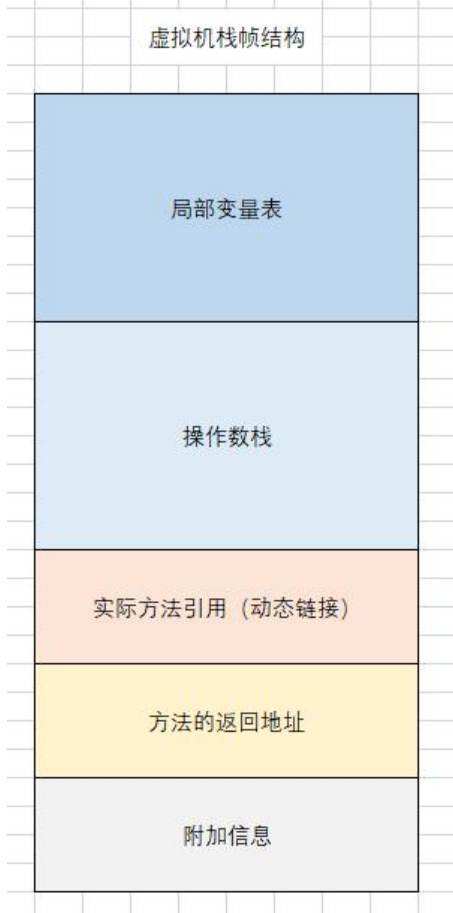 虚拟机栈帧结构
局部变量表
操作数栈
实际方法引用（动态链接）
方法的返回地址
附加信息